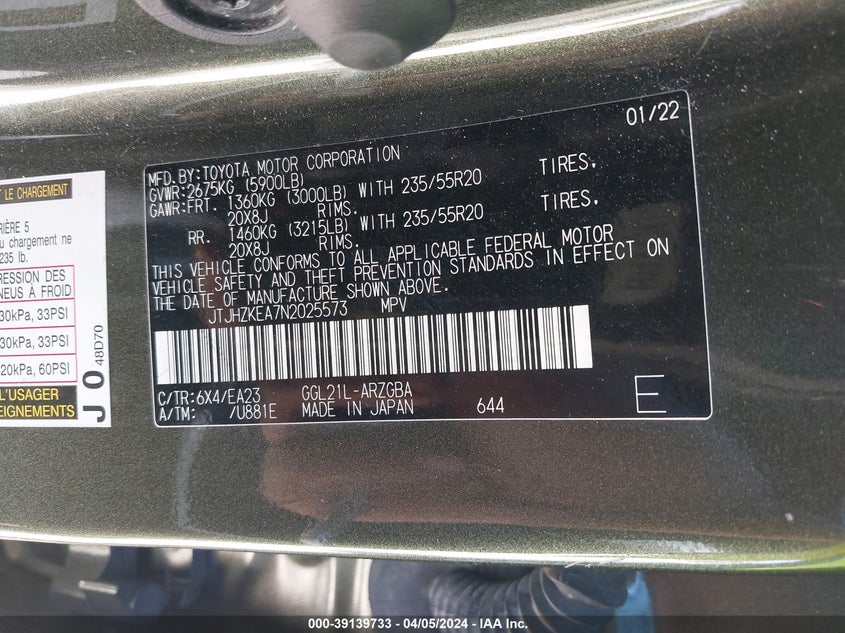 LE CHARGEMENT
RIÈRE 5
u chargement ne
235 lb.
RESSION DES
NEUS À FROID
30kPa, 33PSI
30kPa, 33PSI
20kPa, 60PSI
L'USAGER
EIGNEMENTS
J O 48D70
01/22
MFD.BY:TOYOTA MOTOR CORPORATION
GVWR:2675KG (5900LB)
GAWR:FRT. 1360KG (3000LB) WITH 235/55R20 TIRES,
20X8J RIMS.
RR. 1460KG (3215LB) WITH 235/55R20 TIRES,
20X8J RIMS.
THIS VEHICLE CONFORMS TO ALL APPLICABLE FEDERAL MOTOR
VEHICLE SAFETY AND THEFT PREVENTION STANDARDS IN EFFECT ON
THE DATE OF MANUFACTURE SHOWN ABOVE.
JTJHZKEA7N2025573 MPV
C/TR:6X4/EA23 GGL21L-ARZGBA
A/TM: /U881E MADE IN JAPAN 644 E
000-39139733 - 04/05/2024 - IAA Inc.